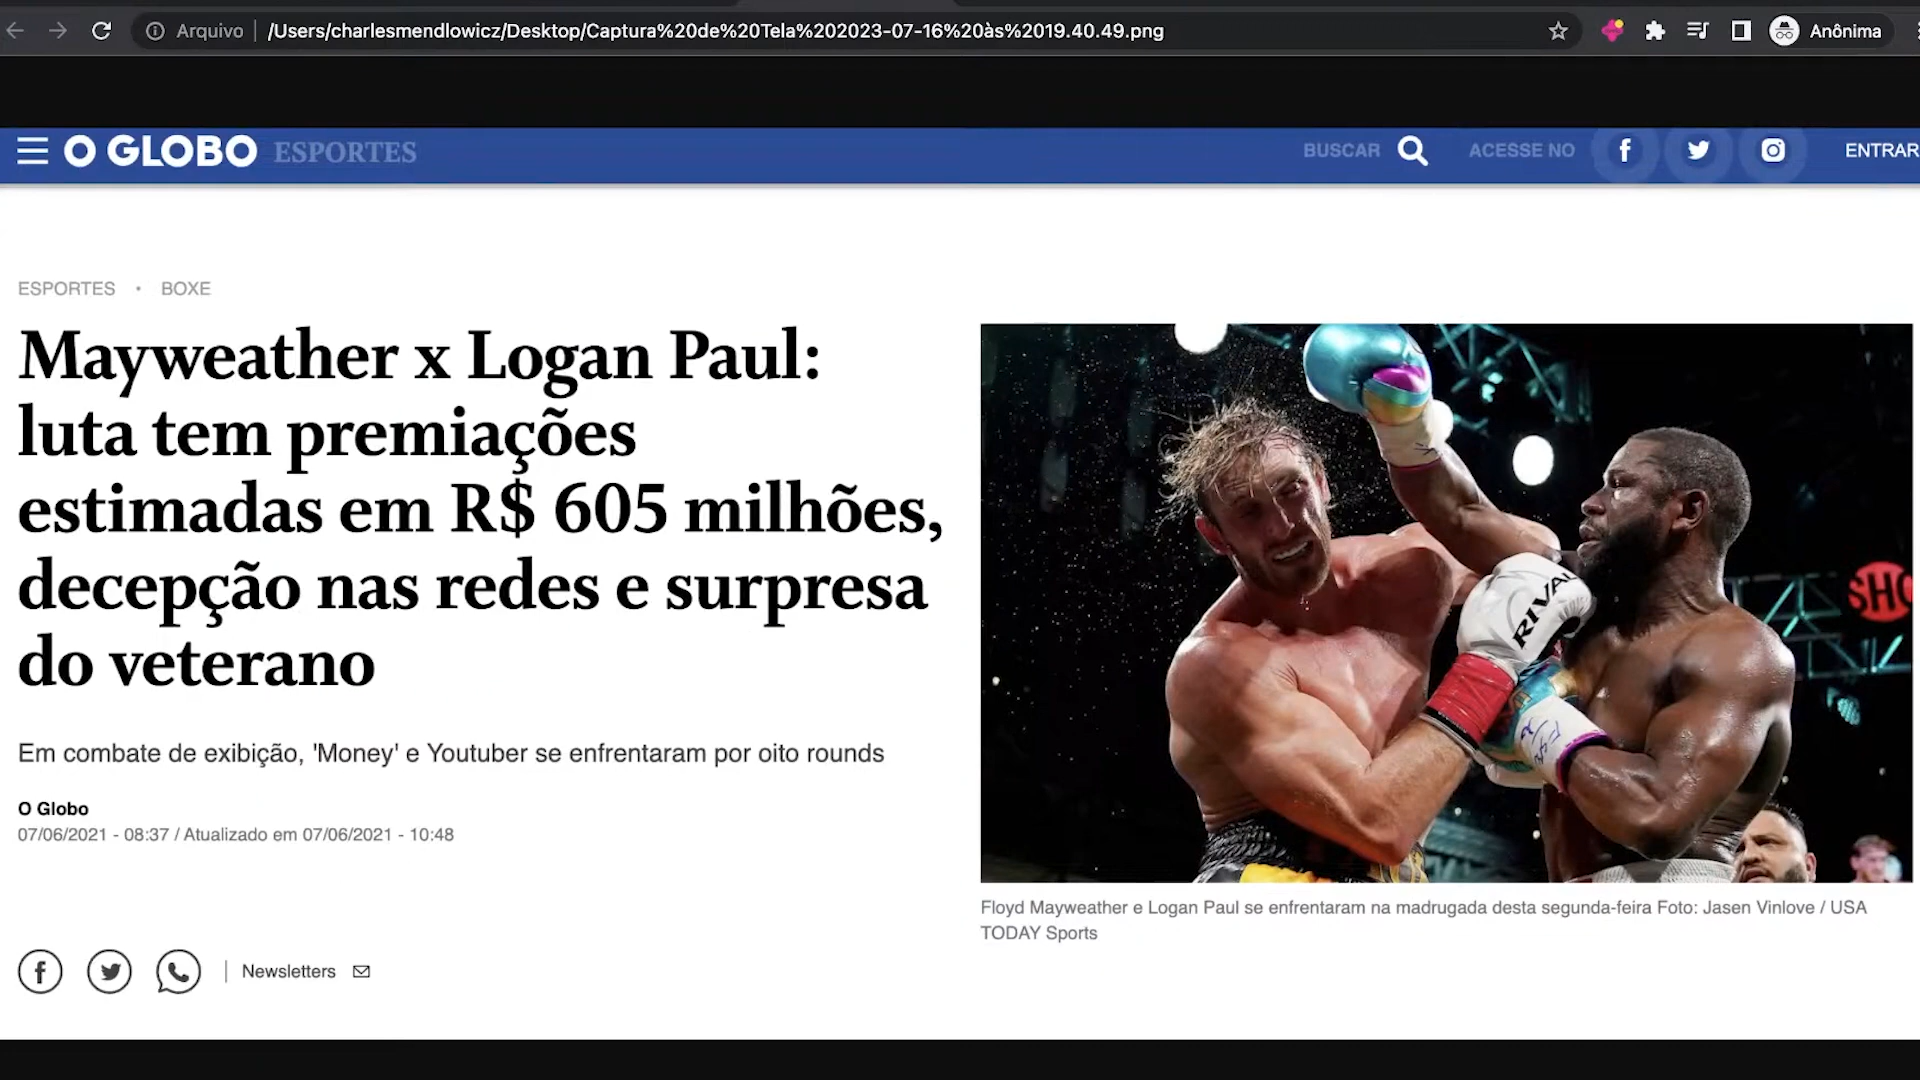 Arquivo /Users/charlesmendlowicz/Desktop/Captura%20de%20Tela%202023-07-16%20às%2019.40.49.png Anônima
O GLOBO ESPORTES BUSCAR ACESSE NO ENTRAR
ESPORTES • BOXE
Mayweather x Logan Paul:
luta tem premiações
estimadas em R$ 605 milhões,
decepção nas redes e surpresa
do veterano
Em combate de exibição, 'Money' e Youtuber se enfrentaram por oito rounds
O Globo
07/06/2021 - 08:37 / Atualizado em 07/06/2021 - 10:48
Newsletters
RIVAL
SHO
Floyd Mayweather e Logan Paul se enfrentaram na madrugada desta segunda-feira Foto: Jasen Vinlove / USA
TODAY Sports